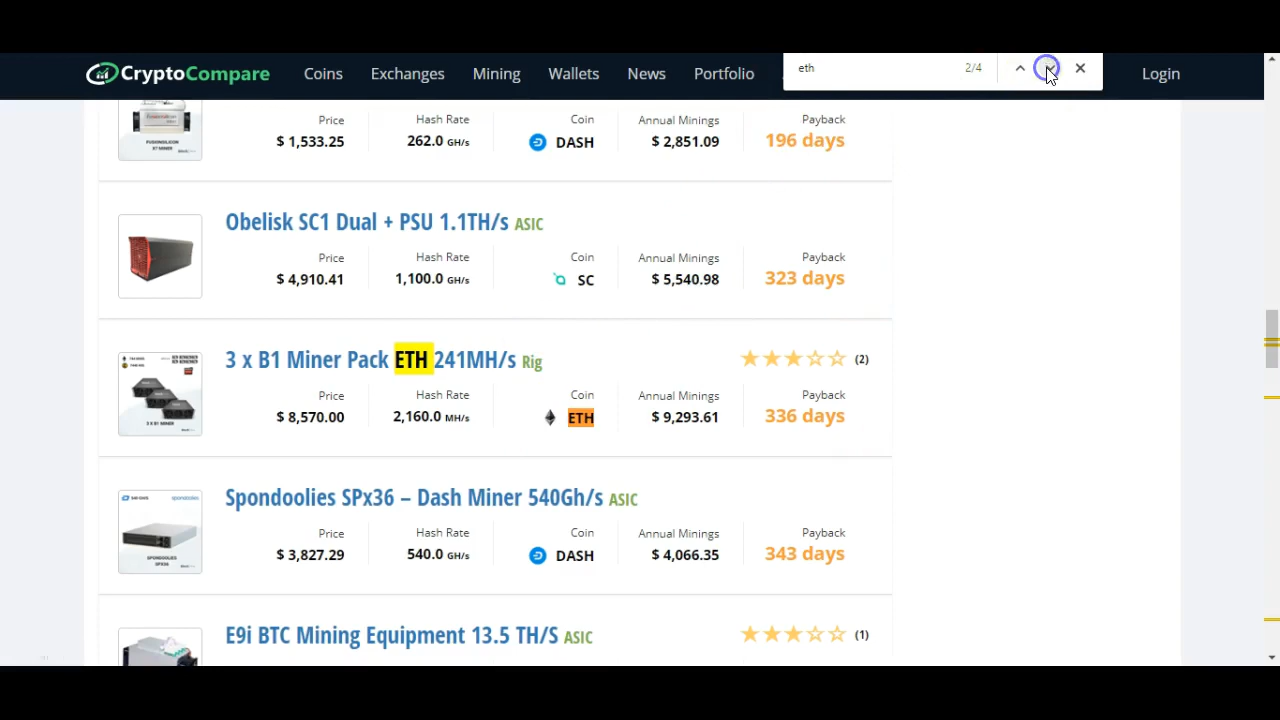 CryptoCompare Coins Exchanges Mining Wallets News Portfolio Login
eth 2/4
Price Hash Rate Coin Annual Minings Payback
$ 1,533.25 262.0 GH/s DASH $ 2,851.09 196 days
Obelisk SC1 Dual + PSU 1.1TH/s ASIC
Price Hash Rate Coin Annual Minings Payback
$ 4,910.41 1,100.0 GH/s SC $ 5,540.98 323 days
3 x B1 Miner Pack ETH 241MH/s Rig (2)
Price Hash Rate Coin Annual Minings Payback
$ 8,570.00 2,160.0 MH/s ETH $ 9,293.61 336 days
3 X B1 MINER
Spondoolies SPx36 – Dash Miner 540Gh/s ASIC
Price Hash Rate Coin Annual Minings Payback
$ 3,827.29 540.0 GH/s DASH $ 4,066.35 343 days
SPONDOOLIES
SPX36
E9i BTC Mining Equipment 13.5 TH/S ASIC (1)